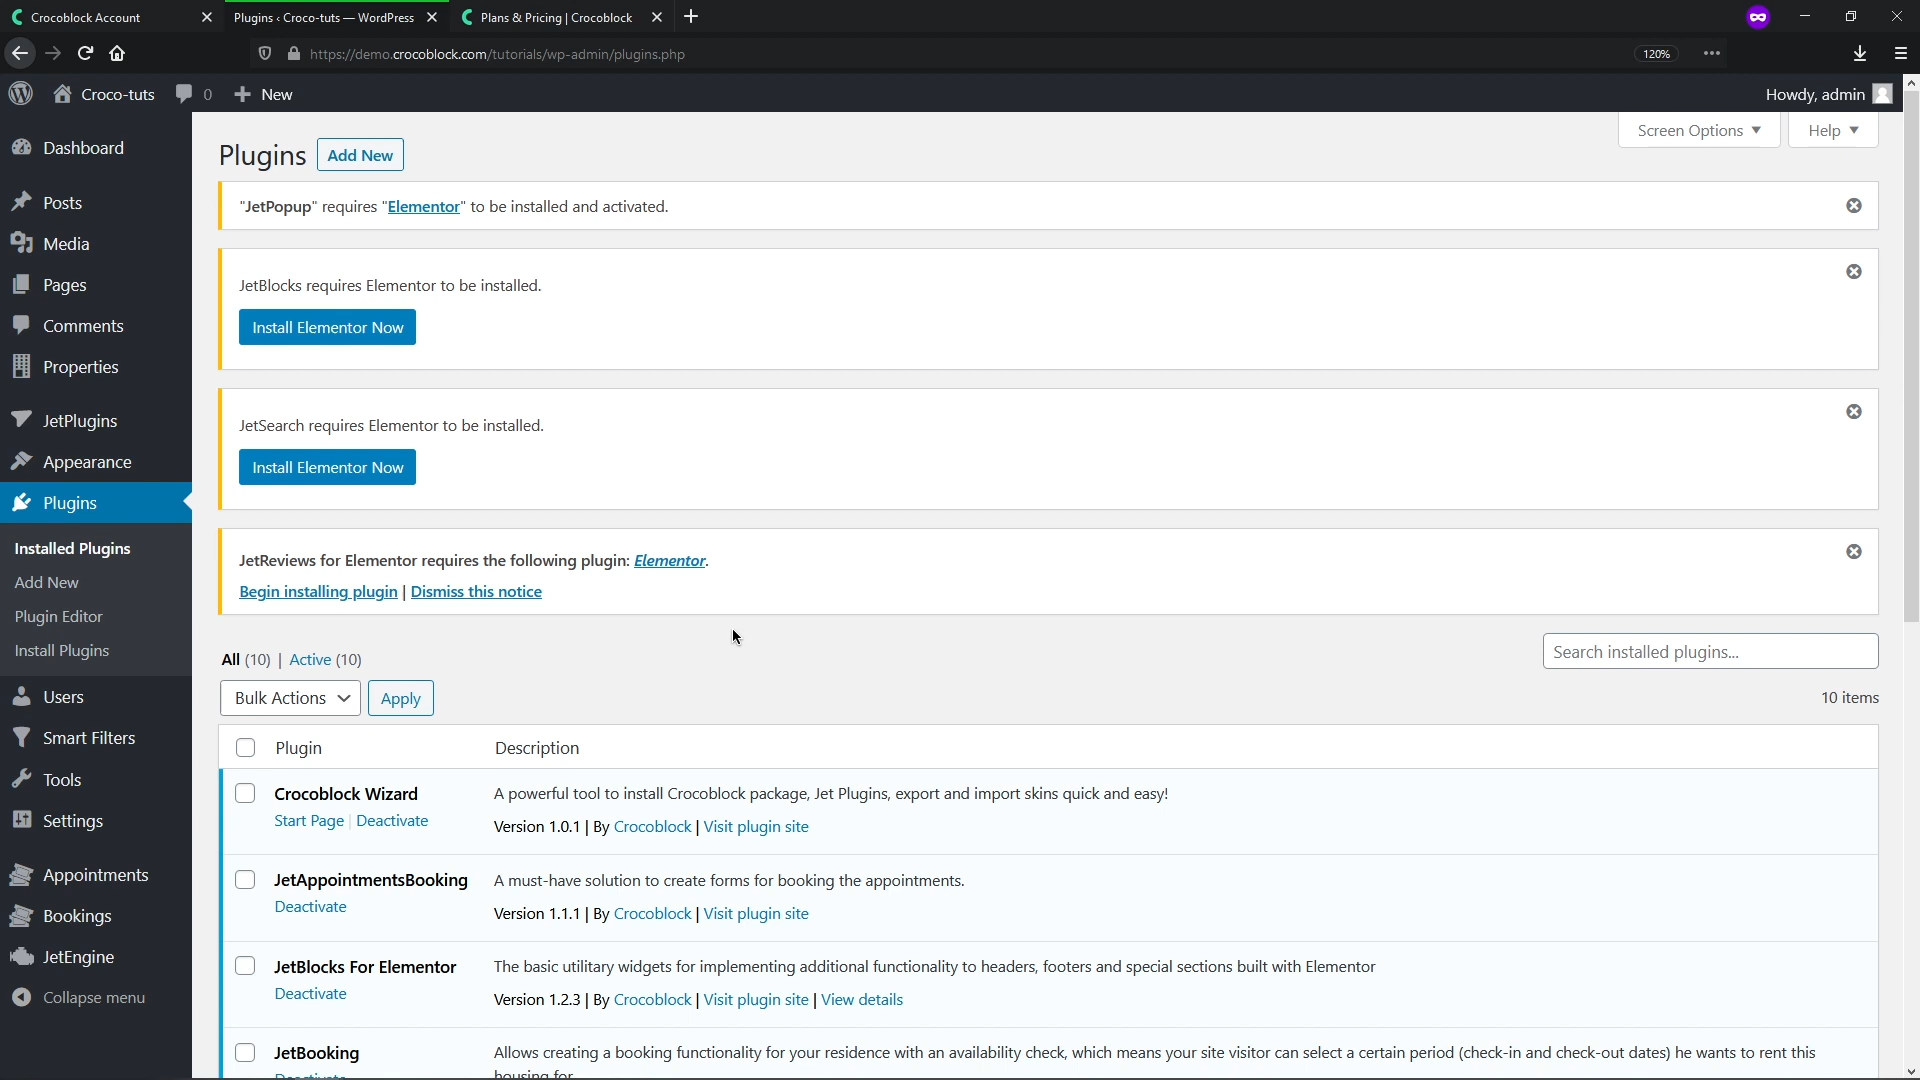 Crocoblock Account
Plugins ‹ Croco-tuts — WordPress
Plans & Pricing | Crocoblock
https://demo.crocoblock.com/tutorials/wp-admin/plugins.php
120%
Croco-tuts
0
New
Howdy, admin
Screen Options
Help
Dashboard
Posts
Media
Pages
Comments
Properties
JetPlugins
Appearance
Plugins
Installed Plugins
Add New
Plugin Editor
Install Plugins
Users
Smart Filters
Tools
Settings
Appointments
Bookings
JetEngine
Collapse menu
Plugins
Add New
"JetPopup" requires "Elementor" to be installed and activated.
JetBlocks requires Elementor to be installed.
Install Elementor Now
JetSearch requires Elementor to be installed.
Install Elementor Now
JetReviews for Elementor requires the following plugin: Elementor.
Begin installing plugin | Dismiss this notice
All (10) | Active (10)
Search installed plugins...
Bulk Actions
Apply
10 items
Plugin
Description
Crocoblock Wizard
Start Page | Deactivate
A powerful tool to install Crocoblock package, Jet Plugins, export and import skins quick and easy!
Version 1.0.1 | By Crocoblock | Visit plugin site
JetAppointmentsBooking
Deactivate
A must-have solution to create forms for booking the appointments.
Version 1.1.1 | By Crocoblock | Visit plugin site
JetBlocks For Elementor
Deactivate
The basic utilitary widgets for implementing additional functionality to headers, footers and special sections built with Elementor
Version 1.2.3 | By Crocoblock | Visit plugin site | View details
JetBooking
Deactivate
Allows creating a booking functionality for your residence with an availability check, which means your site visitor can select a certain period (check-in and check-out dates) he wants to rent this
housing for